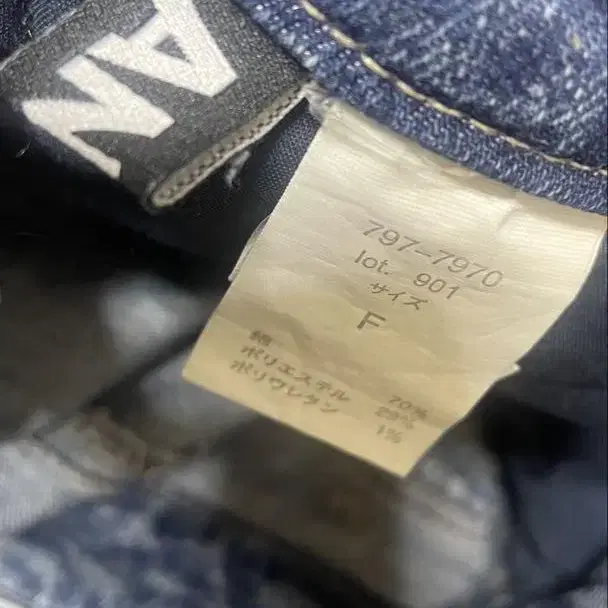 AN
797-7970
lot. 901
サイズ
F
綿 70%
ポリエステル 29%
ポリウレタン 1%